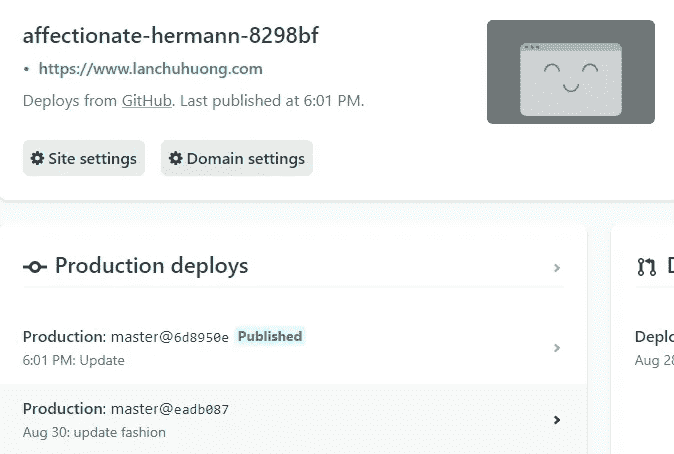 affectionate-hermann-8298bf
• https://www.lanchuhuong.com
Deploys from GitHub. Last published at 6:01 PM.
Site settings
Domain settings
Production deploys
Production: master@6d8950e Published
6:01 PM: Update
Production: master@eadb087
Aug 30: update fashion
D
Deplo
Aug 28